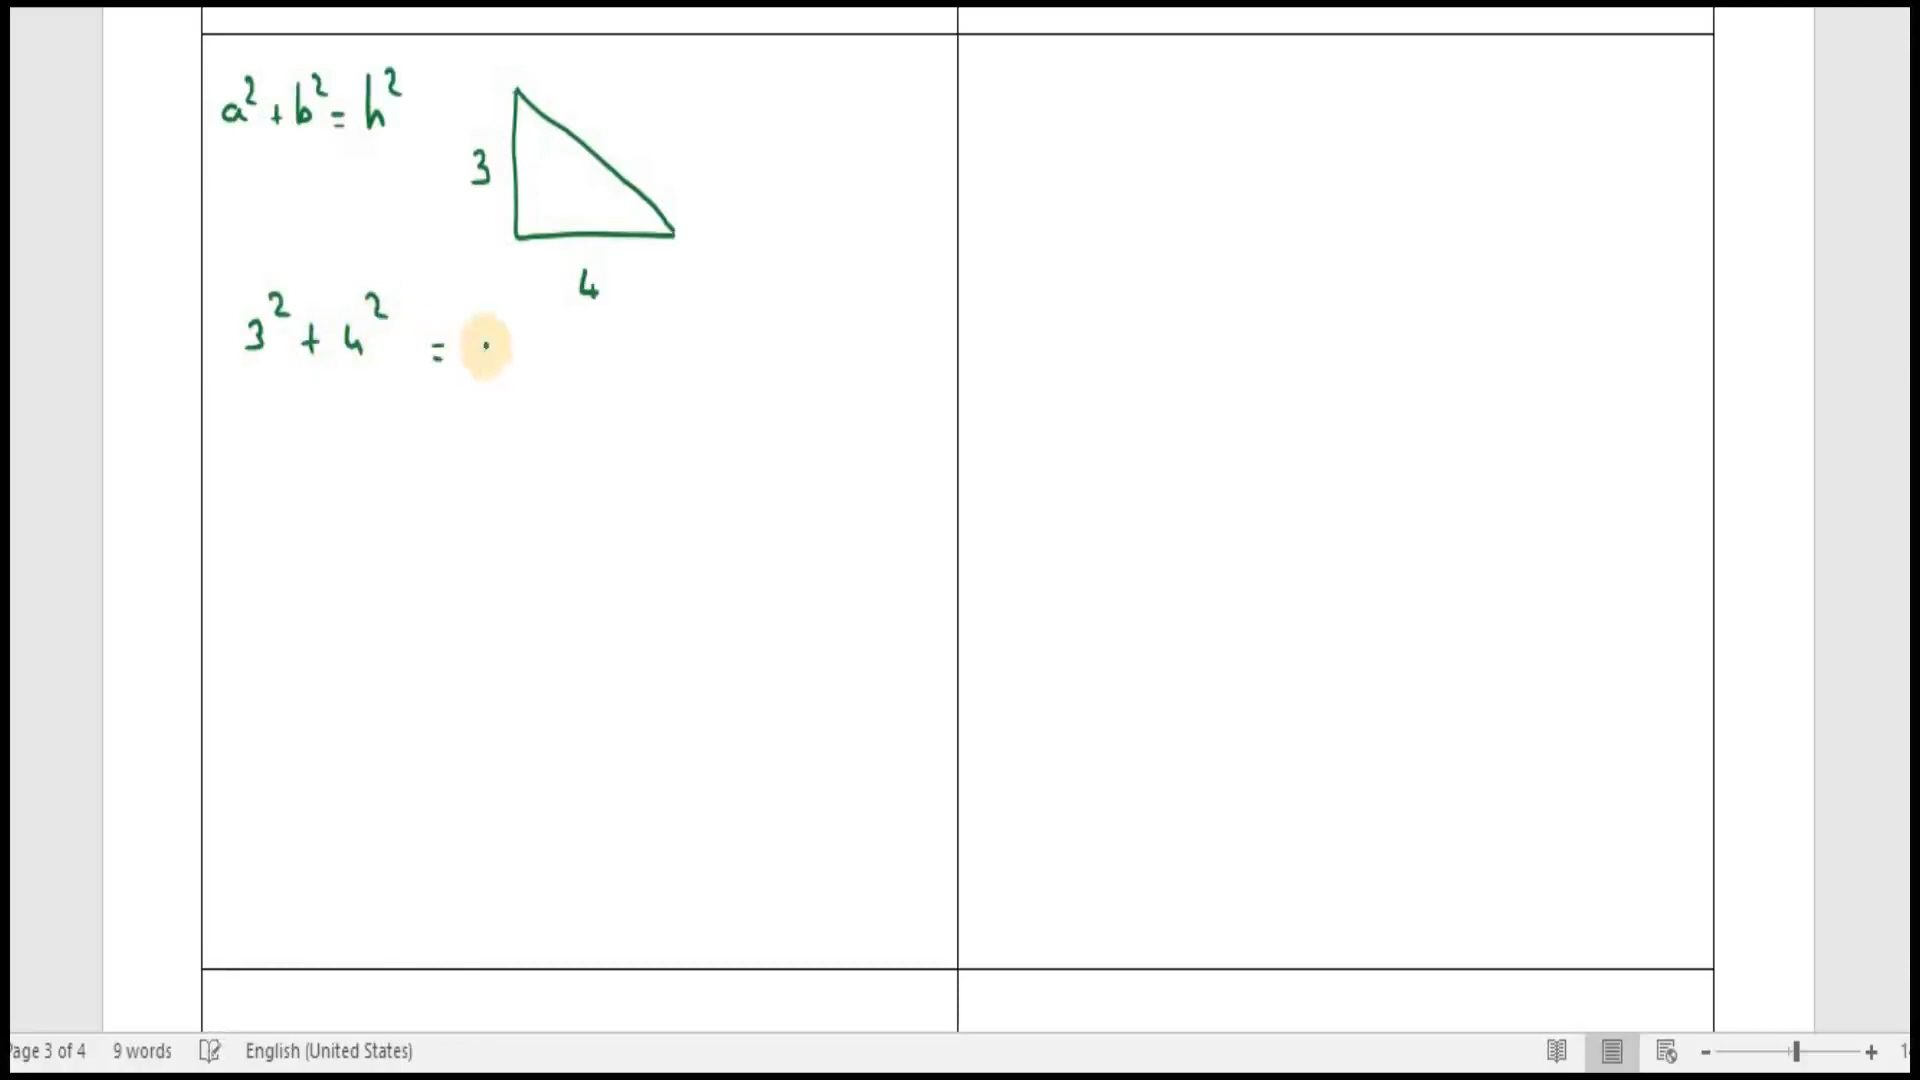 a² + b² = h²
3
4
3² + 4² =
Page 3 of 4 9 words English (United States)